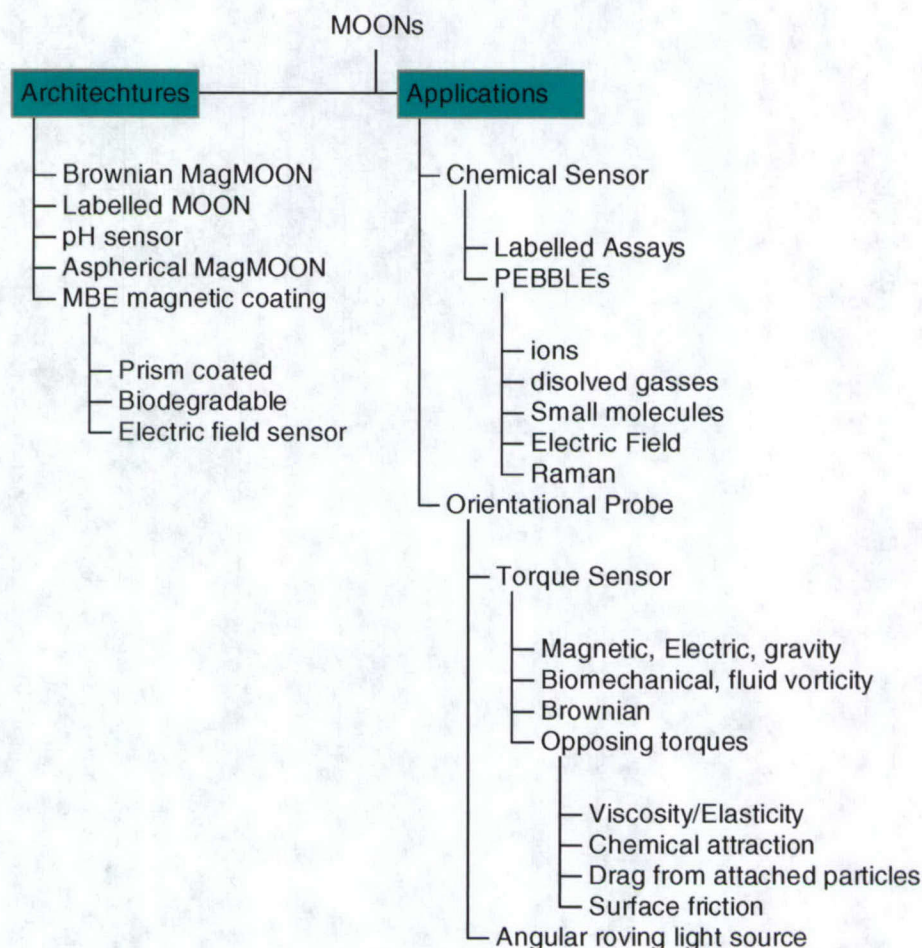 MOONs
Architechtures
Brownian MagMOON
Labelled MOON
pH sensor
Aspherical MagMOON
MBE magnetic coating
Prism coated
Biodegradable
Electric field sensor
Applications
Chemical Sensor
Labelled Assays
PEBBLEs
ions
disolved gasses
Small molecules
Electric Field
Raman
Orientational Probe
Torque Sensor
Magnetic, Electric, gravity
Biomechanical, fluid vorticity
Brownian
Opposing torques
Viscosity/Elasticity
Chemical attraction
Drag from attached particles
Surface friction
Angular roving light source